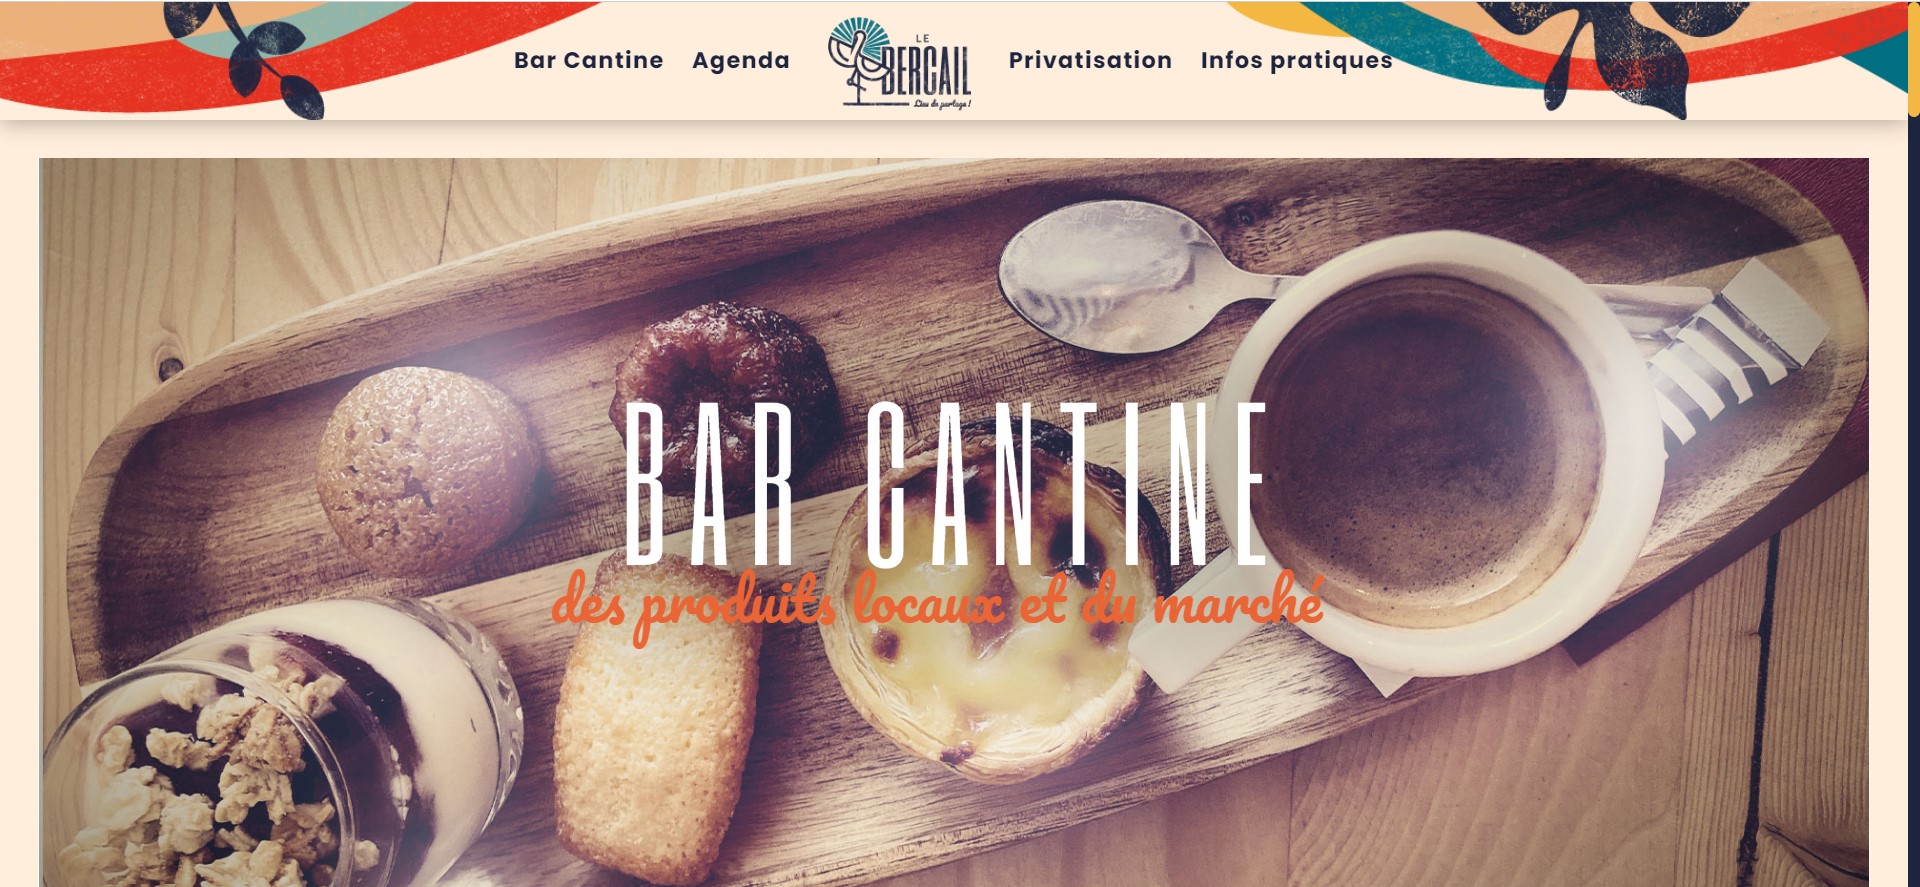 Bar Cantine
Agenda
LE
BERCAIL
Lieu de partage !
Privatisation
Infos pratiques
BAR CANTINE
des produits locaux et du marché